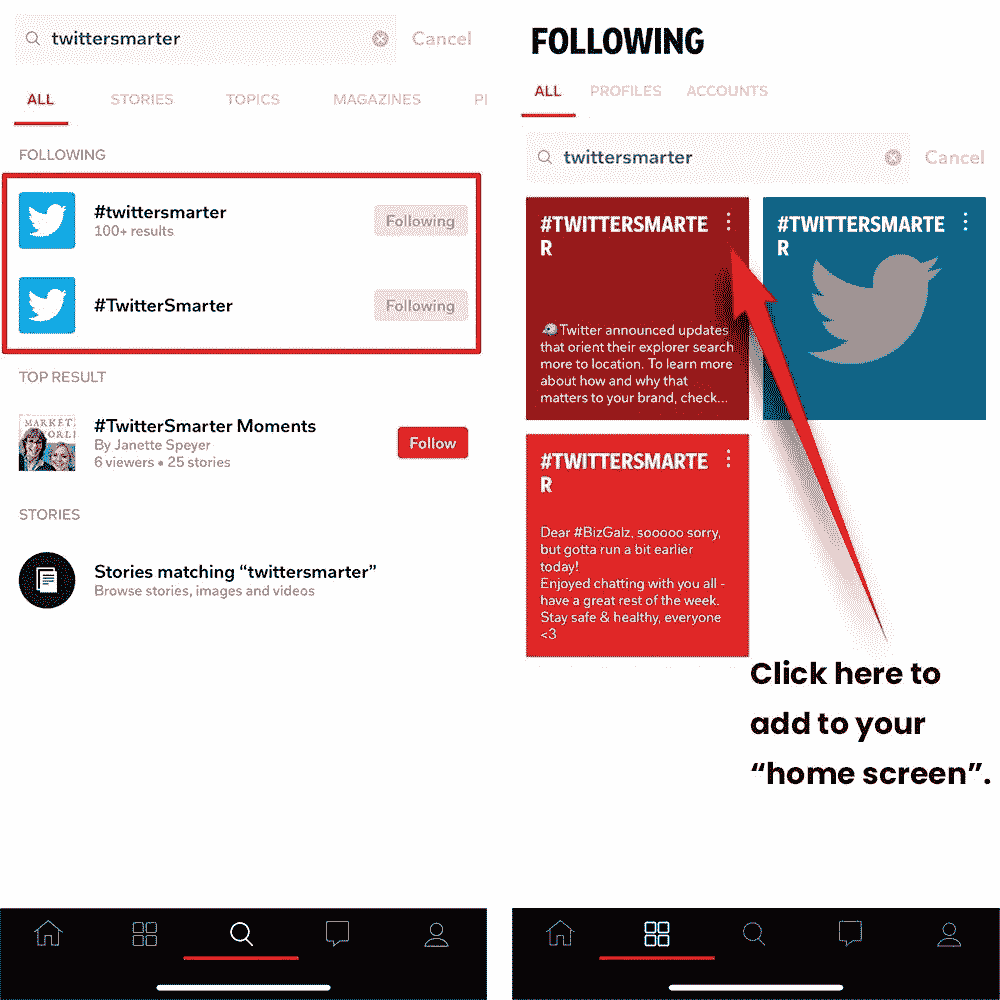 twittersmarter
Cancel
ALL
STORIES
TOPICS
MAGAZINES
FOLLOWING
#twittersmarter
100+ results
Following
#TwitterSmarter
Following
TOP RESULT
MARKET
#TwitterSmarter Moments
By Janette Speyer
6 viewers • 25 stories
Follow
STORIES
Stories matching “twittersmarter”
Browse stories, images and videos
FOLLOWING
ALL
PROFILES
ACCOUNTS
twittersmarter
Cancel
#TWITTERSMARTE
R
Twitter announced updates
that orient their explorer search
more to location. To learn more
about how and why that
matters to your brand, check...
#TWITTERSMARTE
R
#TWITTERSMARTE
R
Dear #BizGalz, sooooo sorry,
but gotta run a bit earlier
today!
Enjoyed chatting with you all -
have a great rest of the week.
Stay safe & healthy, everyone
<3
Click here to
add to your
“home screen”.